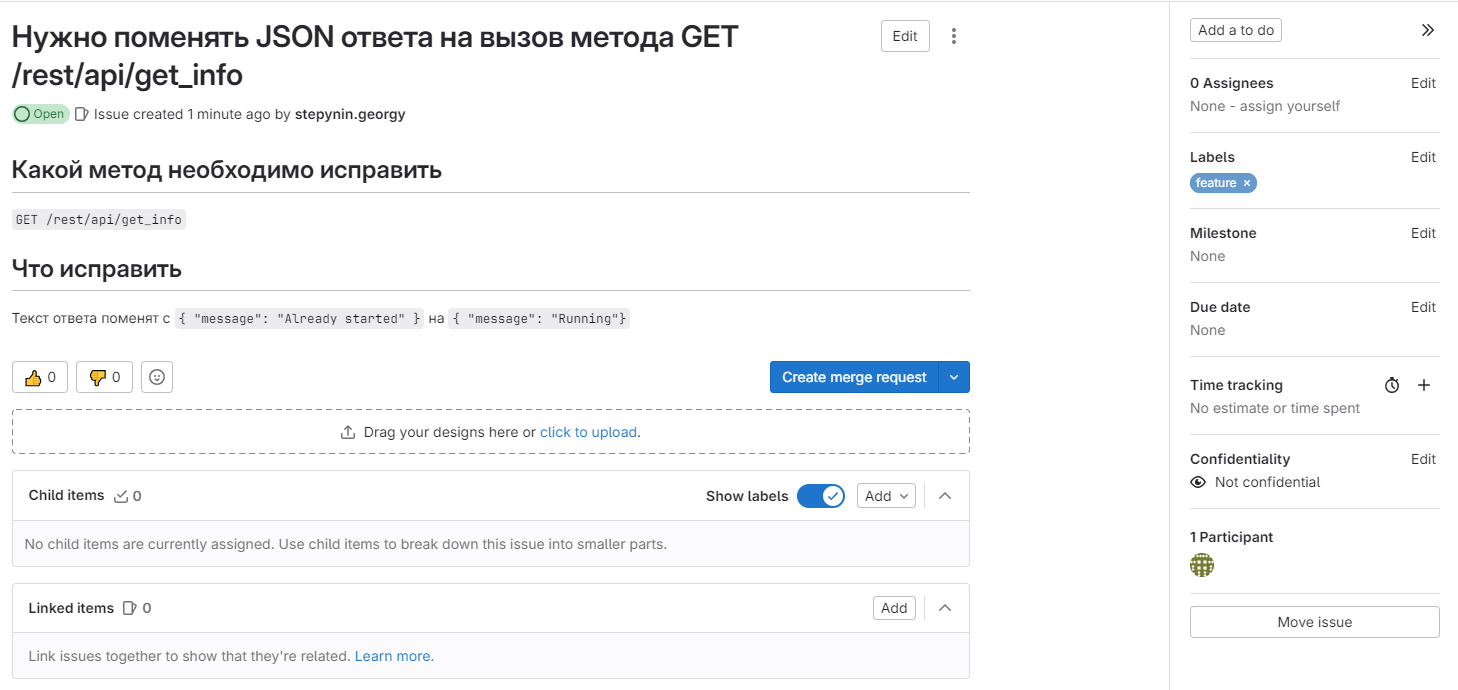 Нужно поменять JSON ответа на вызов метода GET
/rest/api/get_info
Edit
Open Issue created 1 minute ago by stepynin.georgy
Какой метод необходимо исправить
GET /rest/api/get_info
Что исправить
Текст ответа поменят с { "message": "Already started" } на { "message": "Running"}
👍 0 👎 0
Create merge request
Drag your designs here or click to upload.
Child items 0
Show labels
Add
No child items are currently assigned. Use child items to break down this issue into smaller parts.
Linked items 0
Add
Link issues together to show that they're related. Learn more.
Add a to do
0 Assignees
Edit
None - assign yourself
Labels
Edit
feature ×
Milestone
Edit
None
Due date
Edit
None
Time tracking
No estimate or time spent
Confidentiality
Edit
Not confidential
1 Participant
Move issue